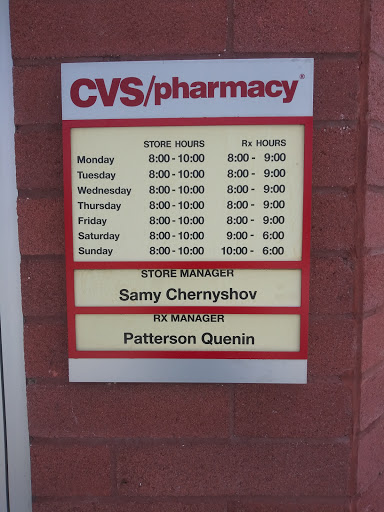 CVS/pharmacy®
STORE HOURS Rx HOURS
Monday 8:00 - 10:00 8:00 - 9:00
Tuesday 8:00 - 10:00 8:00 - 9:00
Wednesday 8:00 - 10:00 8:00 - 9:00
Thursday 8:00 - 10:00 8:00 - 9:00
Friday 8:00 - 10:00 8:00 - 9:00
Saturday 8:00 - 10:00 9:00 - 6:00
Sunday 8:00 - 10:00 10:00 - 6:00
STORE MANAGER
Samy Chernyshov
RX MANAGER
Patterson Quenin